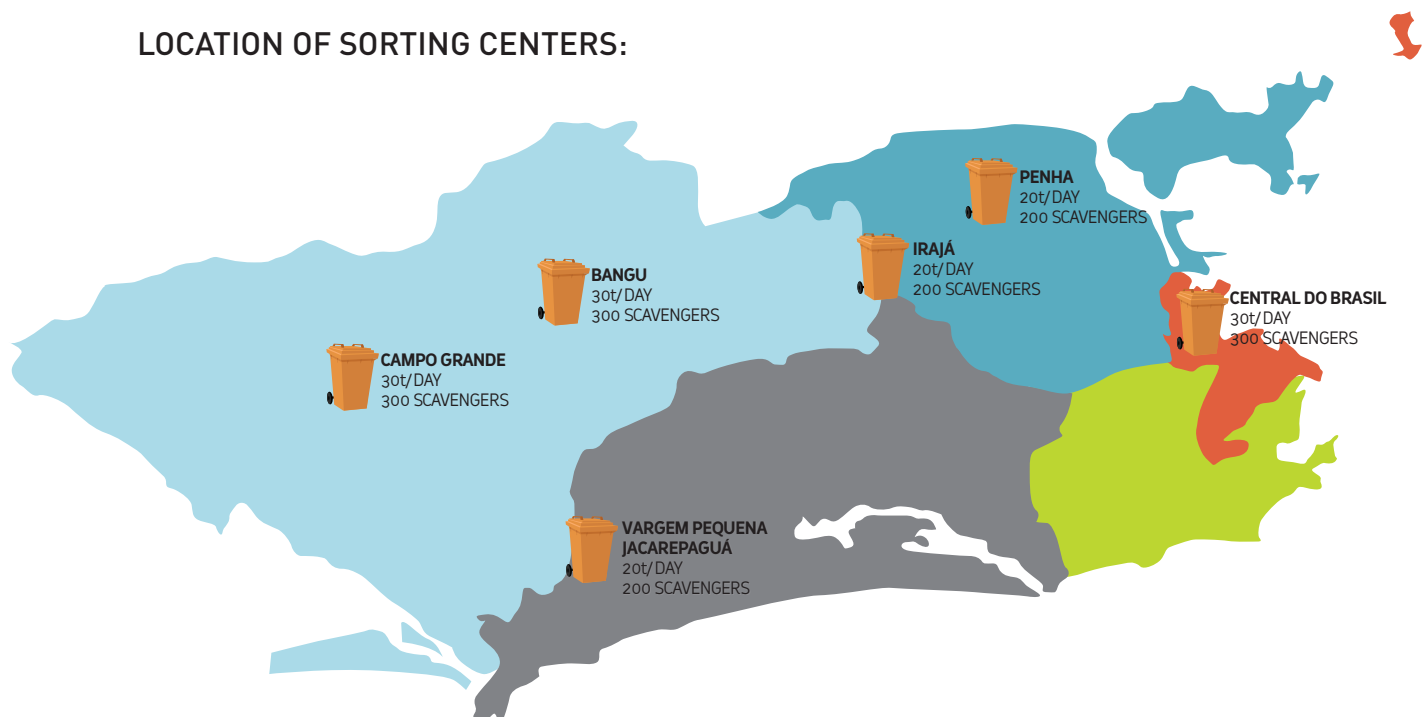 LOCATION OF SORTING CENTERS:
PENHA
20t/DAY
200 SCAVENGERS
IRAJÁ
20t/DAY
200 SCAVENGERS
BANGU
30t/DAY
300 SCAVENGERS
CENTRAL DO BRASIL
30t/DAY
300 SCAVENGERS
CAMPO GRANDE
30t/DAY
300 SCAVENGERS
VARGEM PEQUENA
JACAREPAGUÁ
20t/DAY
200 SCAVENGERS